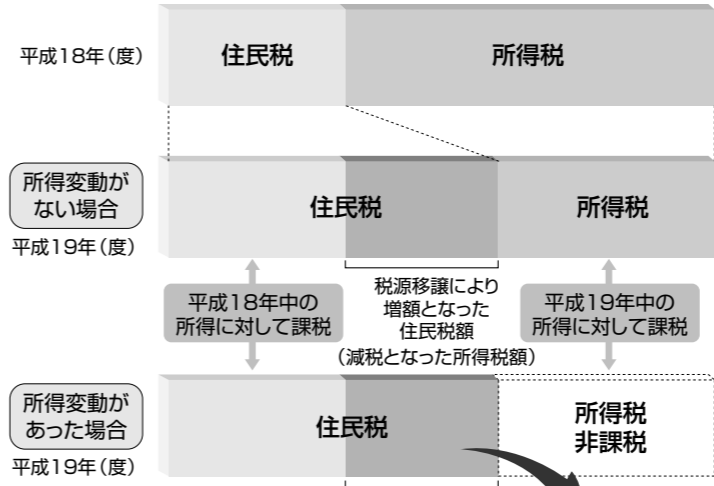 平成18年（度）
住民税
所得税
所得変動が
ない場合
平成19年（度）
住民税
所得税
平成18年中の
所得に対して課税
税源移譲により
増額となった
住民税額
（減税となった所得税額）
平成19年中の
所得に対して課税
所得変動が
あった場合
平成19年（度）
住民税
所得税
非課税